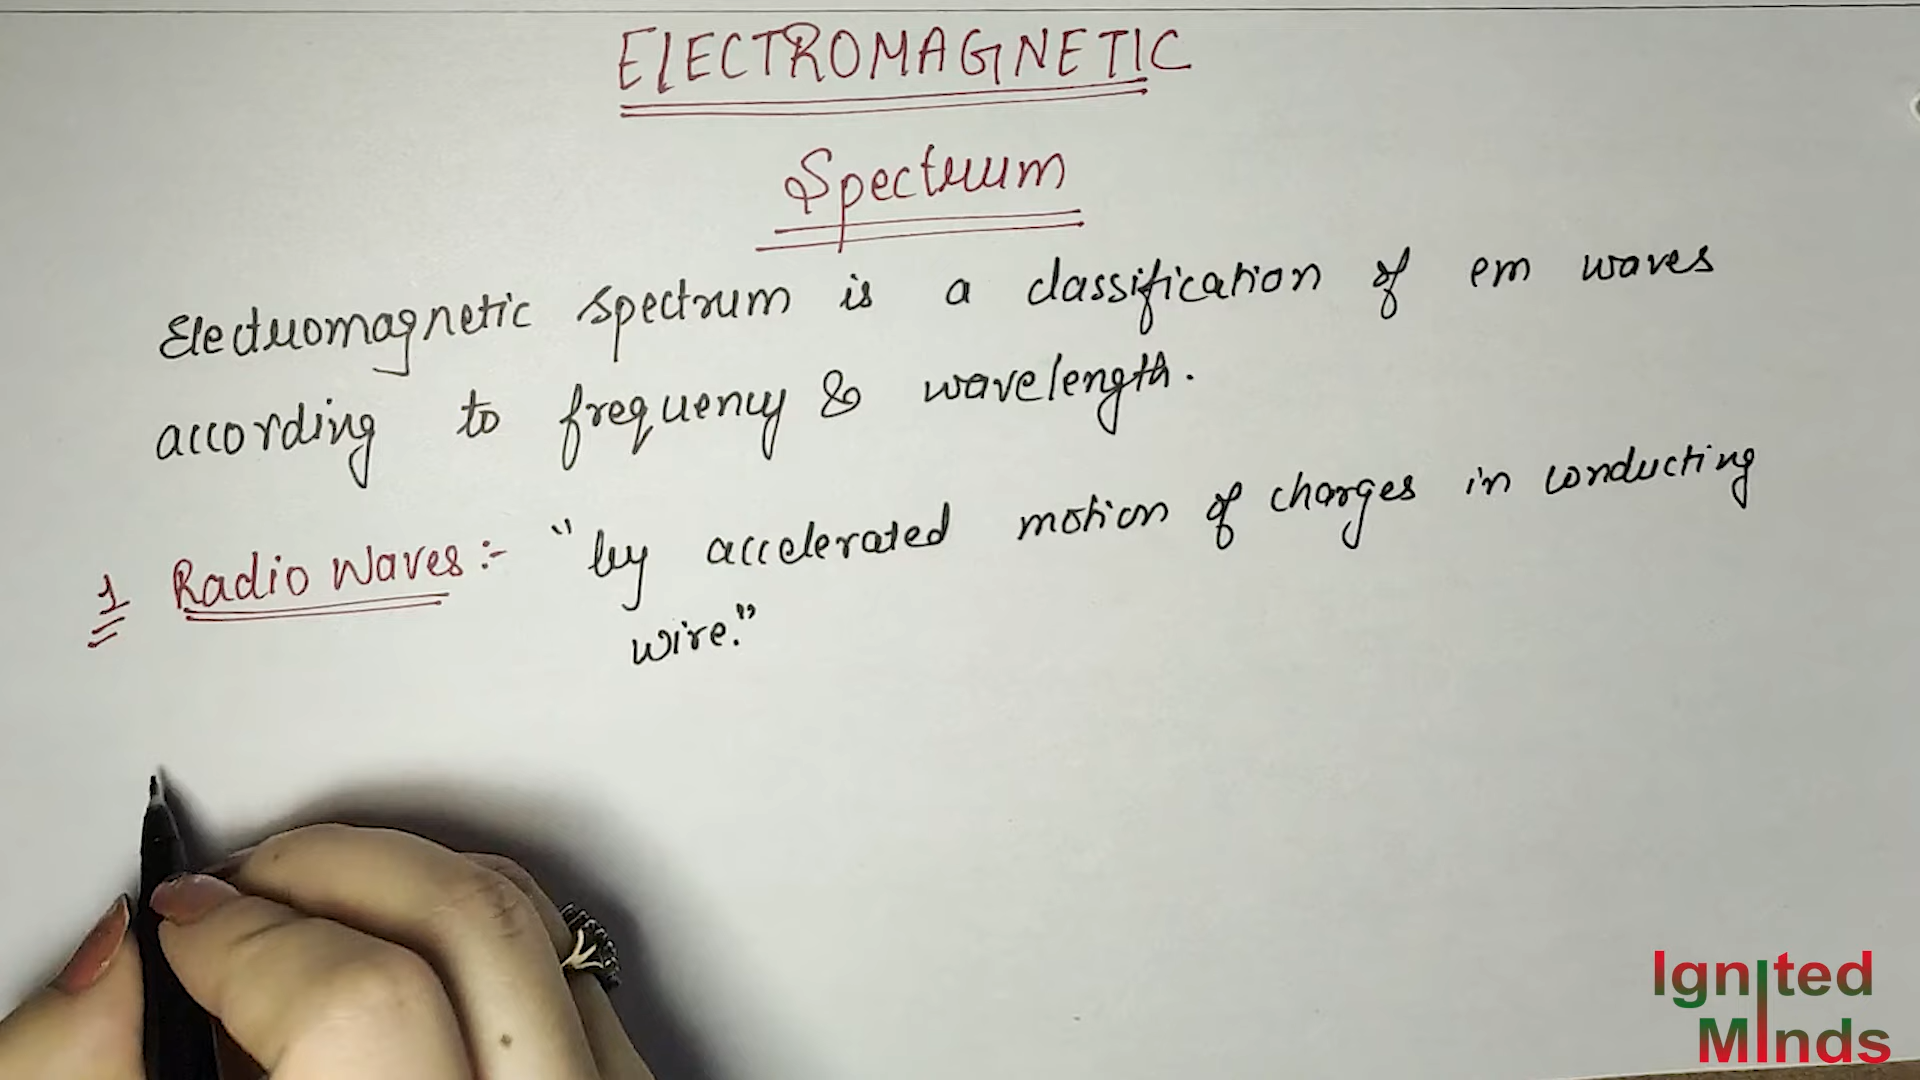 ELECTROMAGNETIC
Spectrum
Electromagnetic spectrum is a classification of em waves
according to frequency & wavelength.
1 Radio Waves :- "by accelerated motion of charges in conducting
wire."
Ignited
Minds